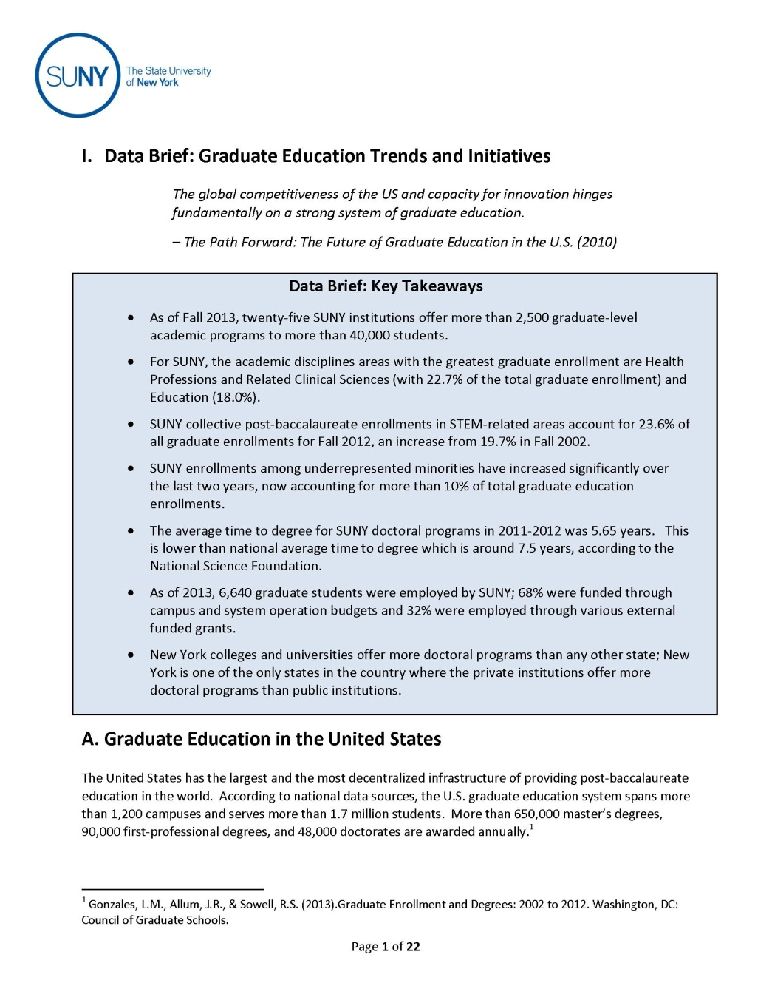 SUNY
The State University
of New York
I. Data Brief: Graduate Education Trends and Initiatives
The global competitiveness of the US and capacity for innovation hinges
fundamentally on a strong system of graduate education.
– The Path Forward: The Future of Graduate Education in the U.S. (2010)
Data Brief: Key Takeaways
• As of Fall 2013, twenty-five SUNY institutions offer more than 2,500 graduate-level
academic programs to more than 40,000 students.
• For SUNY, the academic disciplines areas with the greatest graduate enrollment are Health
Professions and Related Clinical Sciences (with 22.7% of the total graduate enrollment) and
Education (18.0%).
• SUNY collective post-baccalaureate enrollments in STEM-related areas account for 23.6% of
all graduate enrollments for Fall 2012, an increase from 19.7% in Fall 2002.
• SUNY enrollments among underrepresented minorities have increased significantly over
the last two years, now accounting for more than 10% of total graduate education
enrollments.
• The average time to degree for SUNY doctoral programs in 2011-2012 was 5.65 years. This
is lower than national average time to degree which is around 7.5 years, according to the
National Science Foundation.
• As of 2013, 6,640 graduate students were employed by SUNY; 68% were funded through
campus and system operation budgets and 32% were employed through various external
funded grants.
• New York colleges and universities offer more doctoral programs than any other state; New
York is one of the only states in the country where the private institutions offer more
doctoral programs than public institutions.
A. Graduate Education in the United States
The United States has the largest and the most decentralized infrastructure of providing post-baccalaureate
education in the world. According to national data sources, the U.S. graduate education system spans more
than 1,200 campuses and serves more than 1.7 million students. More than 650,000 master's degrees,
90,000 first-professional degrees, and 48,000 doctorates are awarded annually.1
1 Gonzales, L.M., Allum, J.R., & Sowell, R.S. (2013).Graduate Enrollment and Degrees: 2002 to 2012. Washington, DC:
Council of Graduate Schools.
Page 1 of 22